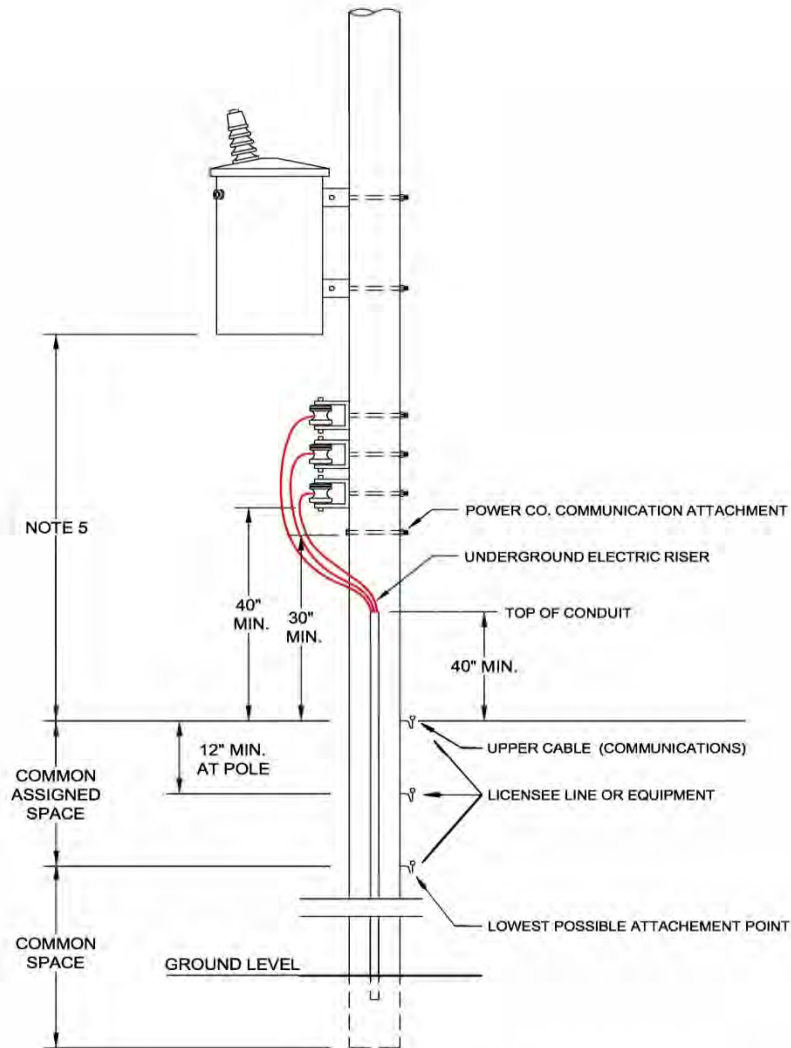 POWER CO. COMMUNICATION ATTACHMENT
NOTE 5
UNDERGROUND ELECTRIC RISER
40"
MIN.
30"
MIN.
TOP OF CONDUIT
40" MIN.
12" MIN.
AT POLE
UPPER CABLE (COMMUNICATIONS)
COMMON
ASSIGNED
SPACE
LICENSEE LINE OR EQUIPMENT
LOWEST POSSIBLE ATTACHEMENT POINT
COMMON
SPACE
GROUND LEVEL